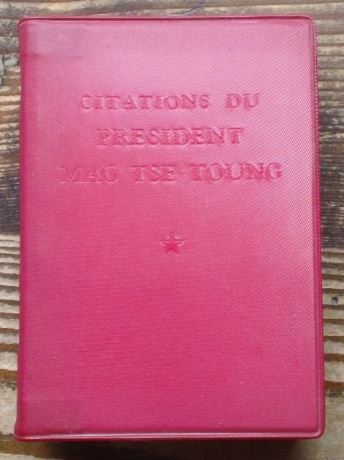 CITATIONS DU
PRESIDENT
MAO TSE-TOUNG